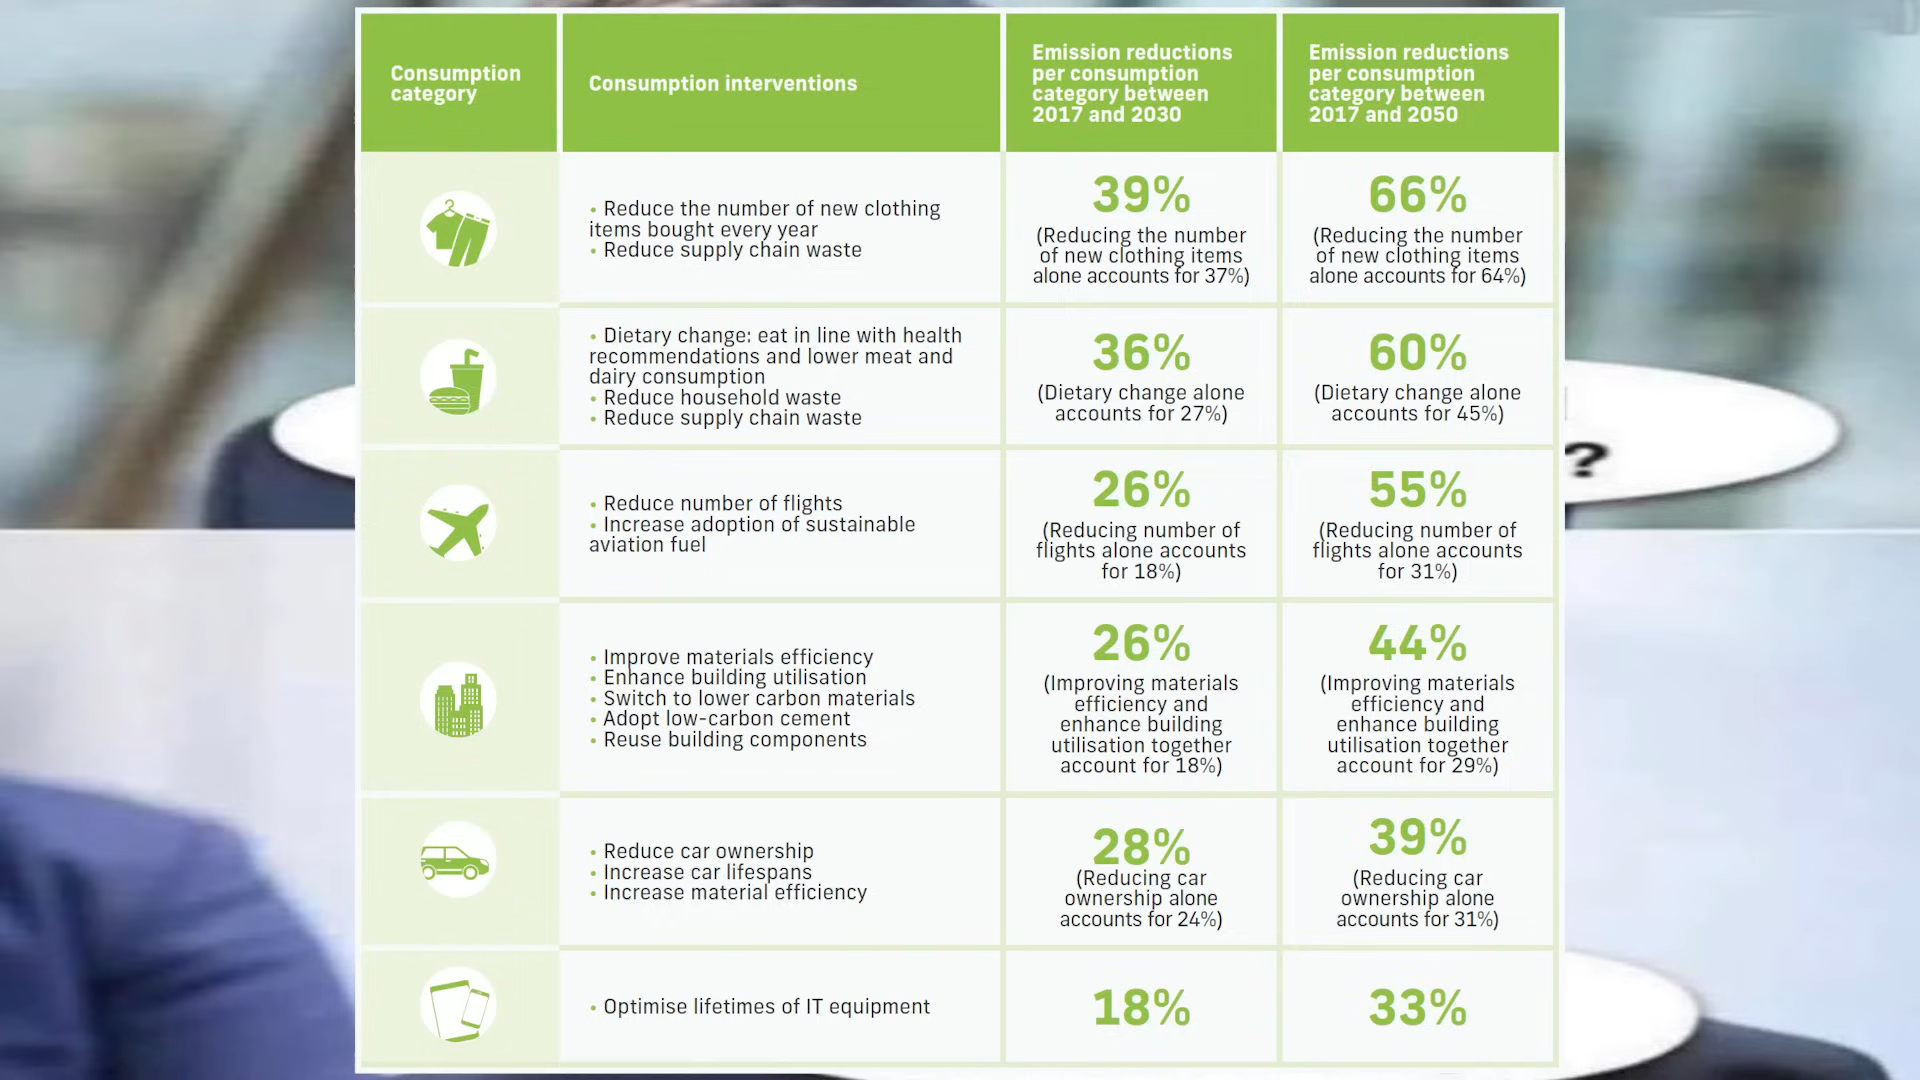 Consumption
category
Consumption interventions
Emission reductions
per consumption
category between
2017 and 2030
Emission reductions
per consumption
category between
2017 and 2050
• Reduce the number of new clothing
items bought every year
• Reduce supply chain waste
39%
(Reducing the number
of new clothing items
alone accounts for 37%)
66%
(Reducing the number
of new clothing items
alone accounts for 64%)
• Dietary change: eat in line with health
recommendations and lower meat and
dairy consumption
• Reduce household waste
• Reduce supply chain waste
36%
(Dietary change alone
accounts for 27%)
60%
(Dietary change alone
accounts for 45%)
?
• Reduce number of flights
• Increase adoption of sustainable
aviation fuel
26%
(Reducing number of
flights alone accounts
for 18%)
55%
(Reducing number of
flights alone accounts
for 31%)
• Improve materials efficiency
• Enhance building utilisation
• Switch to lower carbon materials
• Adopt low-carbon cement
• Reuse building components
26%
(Improving materials
efficiency and
enhance building
utilisation together
account for 18%)
44%
(Improving materials
efficiency and
enhance building
utilisation together
account for 29%)
• Reduce car ownership
• Increase car lifespans
• Increase material efficiency
28%
(Reducing car
ownership alone
accounts for 24%)
39%
(Reducing car
ownership alone
accounts for 31%)
• Optimise lifetimes of IT equipment
18%
33%